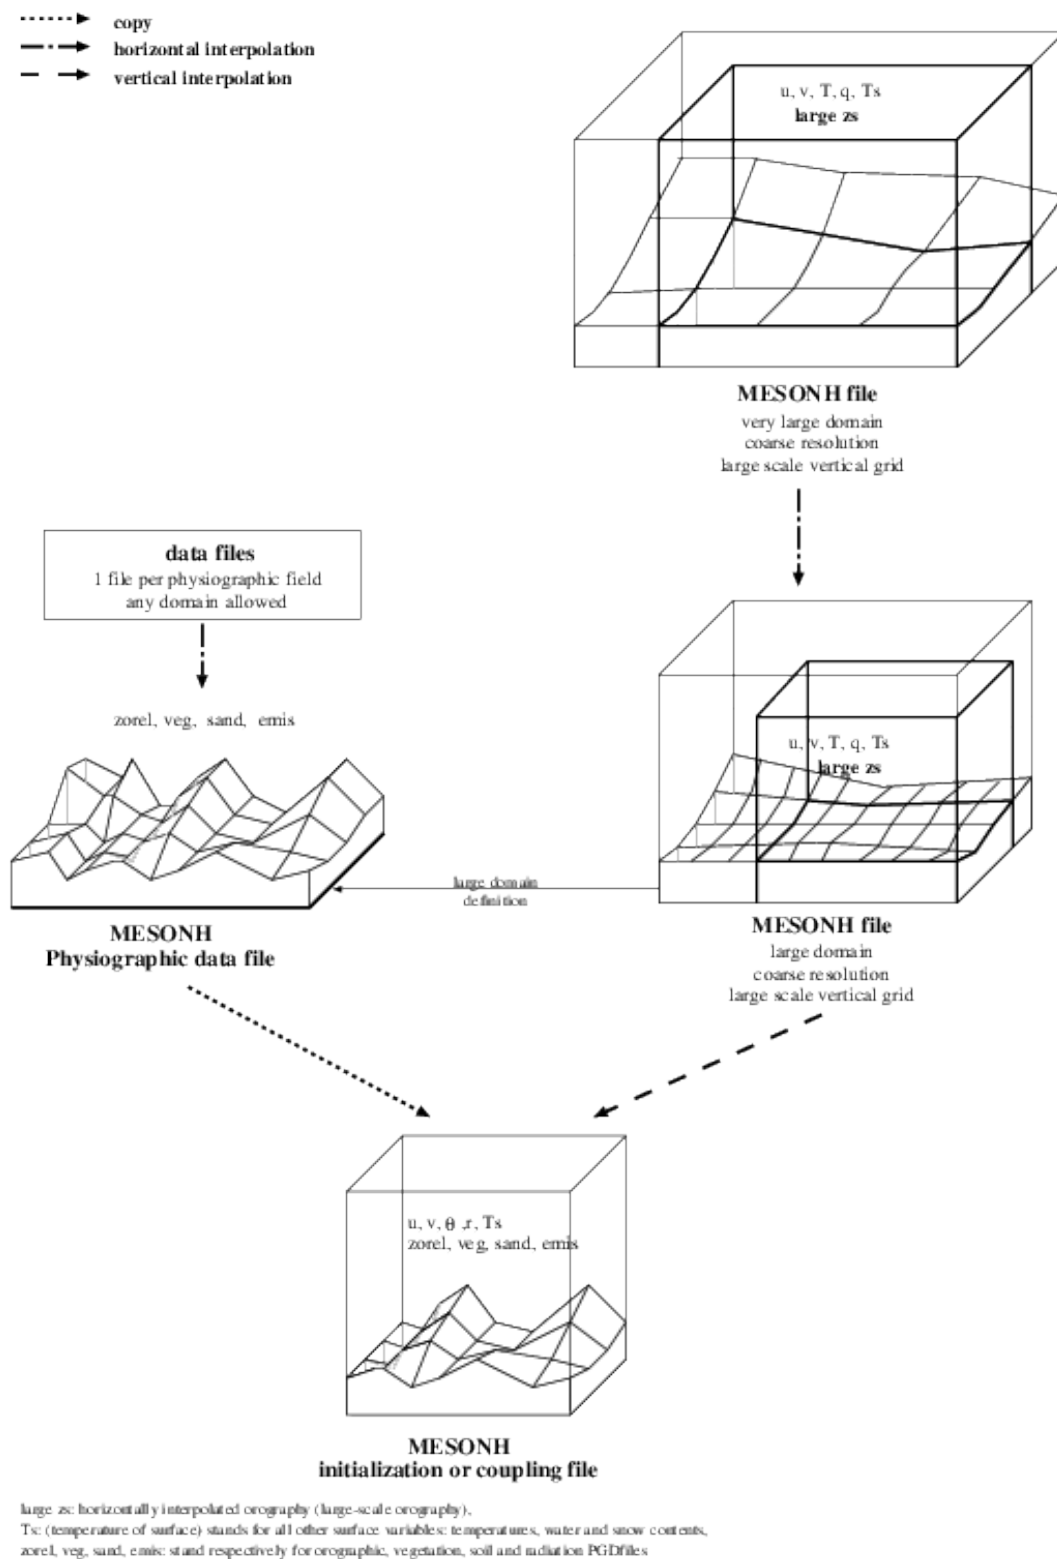 copy
horizontal interpolation
vertical interpolation
u, v, T, q, Ts
large zs
MESONH file
very large domain
coarse resolution
large scale vertical grid
data files
1 file per physiographic field
any domain allowed
zorel, veg, sand, emis
u, v, T, q, Ts
large zs
large domain
definition
MESONH
Physiographic data file
MESONH file
large domain
coarse resolution
large scale vertical grid
u, v, θ ,r, Ts
zorel, veg, sand, emis
MESONH
initialization or coupling file
large zs: horizontally interpolated orography (large-scale orography),
Ts: (temperature of surface) stands for all other surface variables: temperatures, water and snow contents,
zorel, veg, sand, emis: stand respectively for orographic, vegetation, soil and radiation PGDfiles